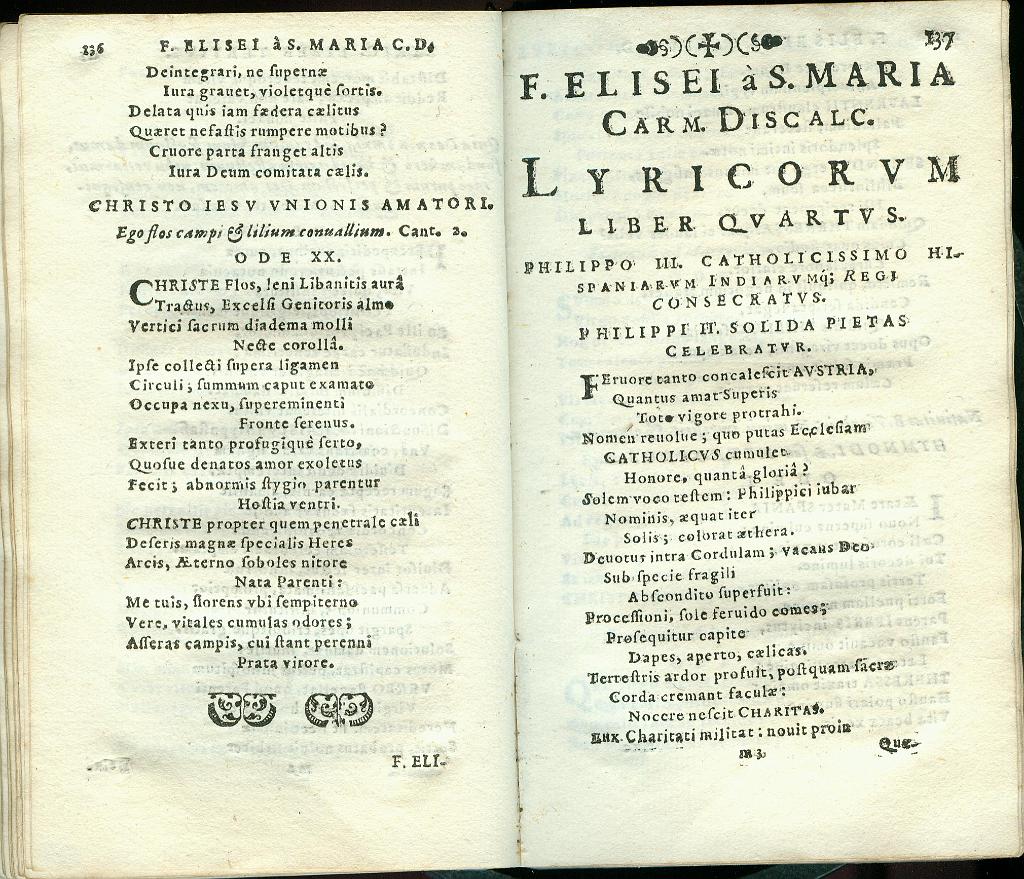 236 F. ELISEI à S. MARIA C. D.
Deintegrari, ne supernæ
Iura grauet, violetquè sortis.
Delata quis iam fædera cælitus
Quæret nefastis rumpere motibus?
Cruore parta franget altis
Iura Deum comitata cælis.
CHRISTO IESV VNIONIS AMATORI.
Ego flos campi & lilium conuallium. Cant. 2.
ODE XX.
CHRISTE Flos, leni Libanitis aurâ
Tractus, Excelsi Genitoris almo
Vertici sacrum diadema molli
Necte corollâ.
Ipse collecti supera ligamen
Circuli; summum caput examato
Occupa nexu, supereminenti
Fronte serenus.
Exteri tanto profugiquè serto,
Quosue denatos amor exoletus
Fecit; abnormis stygio parentur
Hostia ventri.
CHRISTE propter quem penetrale cæli
Deseris magnæ specialis Heres
Arcis, Æterno soboles nitore
Nata Parenti:
Me tuis, florens vbi sempiterno
Vere, vitales cumulas odores;
Asseras campis, cui stant perenni
Prata virore.
F. ELI-
237
F. ELISEI à S. MARIA
CARM. DISCALC.
LYRICORVM
LIBER QVARTVS.
PHILIPPO III. CATHOLICISSIMO HI-
SPANIARVM INDIARVMq; REGI
CONSECRATVS.
PHILIPPI II. SOLIDA PIETAS
CELEBRATVR.
FEruore tanto concalescit AVSTRIA,
Quantus amat Superis
Toto vigore protrahi.
Nomen reuolue; quo putas Ecclesiam
CATHOLICVS cumulet
Honore, quantâ gloriâ?
Solem voco testem: Philippici iubar
Nominis, æquat iter
Solis; colorat æthera.
Deuotus intra Cordulam; vacans Deo
Sub specie fragili
Abscondito superfuit:
Processioni, sole feruido comes;
Prosequitur capite
Dapes, aperto, cælicas.
Terrestris ardor profuit, postquam sacræ
Corda cremant faculæ:
Nocere nescit CHARITAS.
Lux Charitati militat: nouit proin
m 3. Quæ-